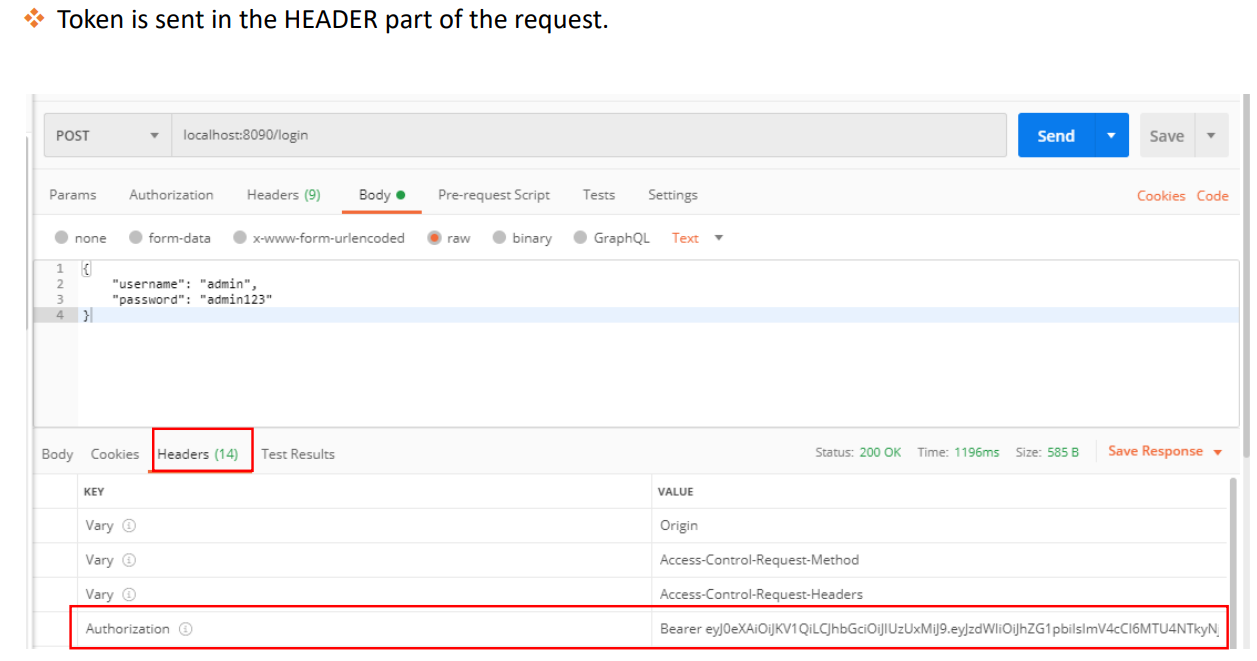 Token is sent in the HEADER part of the request.
POST localhost:8090/login Send Save
Params Authorization Headers (9) Body Pre-request Script Tests Settings Cookies Code
none form-data x-www-form-urlencoded raw binary GraphQL Text
1 {
2 "username": "admin",
3 "password": "admin123"
4 }
Body Cookies Headers (14) Test Results Status: 200 OK Time: 1196ms Size: 585 B Save Response
KEY VALUE
Vary Origin
Vary Access-Control-Request-Method
Vary Access-Control-Request-Headers
Authorization Bearer